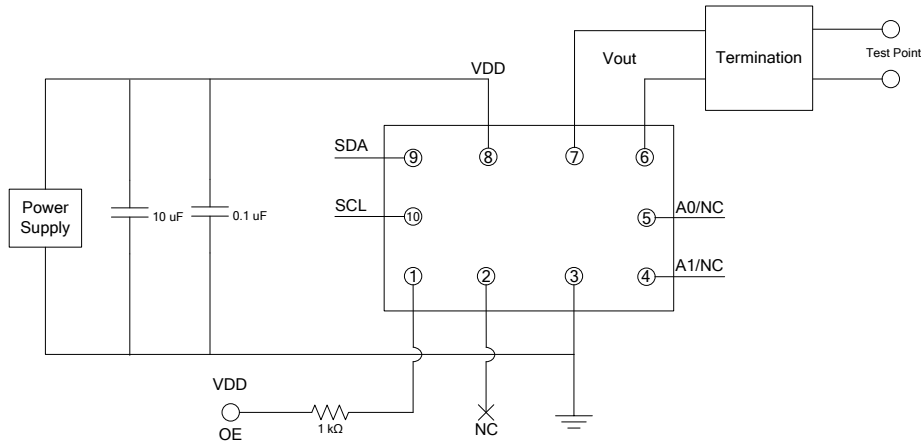 VDD
Vout
Termination
Test Point
SDA
9
8
7
6
Power
Supply
10 uF
0.1 uF
SCL
10
5
A0/NC
1
2
3
4
A1/NC
VDD
OE
1 kΩ
NC